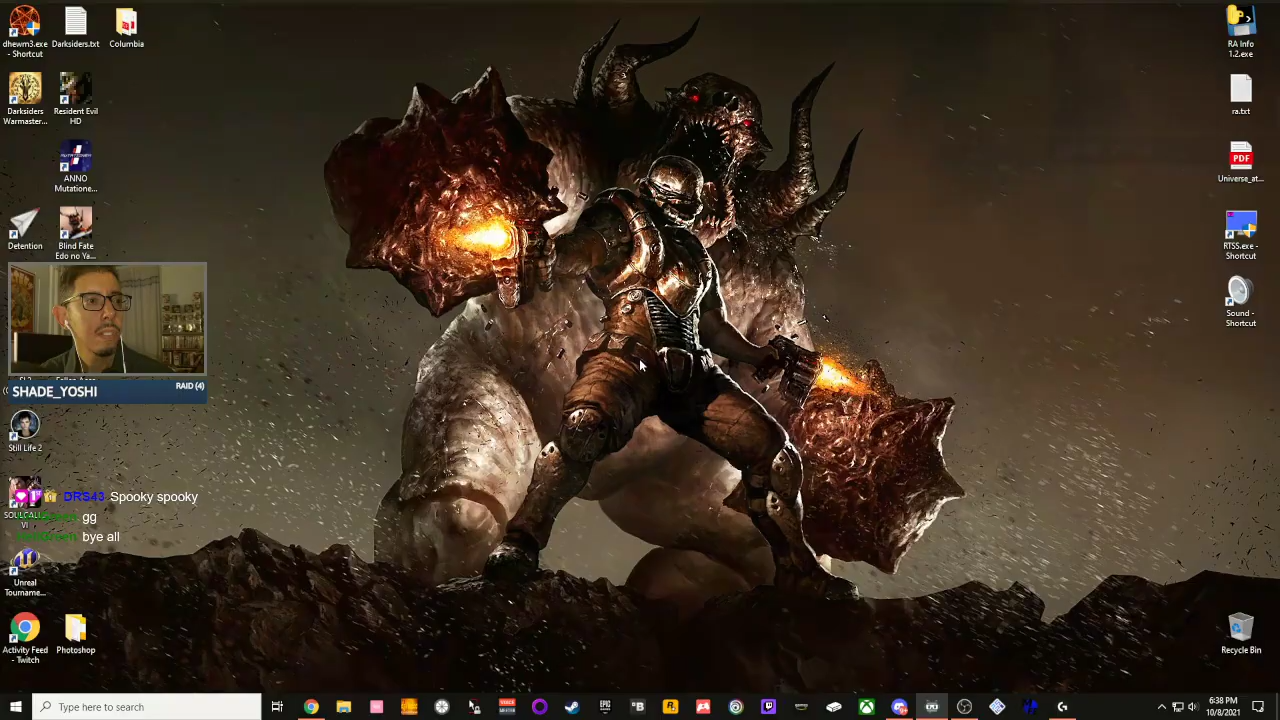 dhewm3.exe
- Shortcut
Darksiders.txt
Columbia
RA Info
1.2.exe
Darksiders
Warmaster...
Resident Evil
HD
ra.txt
ANNO
Mutatione...
PDF
Universe_at...
Detention
Blind Fate
Edo no Ya...
RTSS.exe -
Shortcut
Sound -
Shortcut
SHADE_YOSHI
RAID (4)
Still Life 2
DRS43 Spooky spooky
VI
gg
bye all
Unreal
Tourname...
Activity Feed
- Twitch
Photoshop
Recycle Bin
Type here to search
EPIC
6:38 PM
10/8/2021